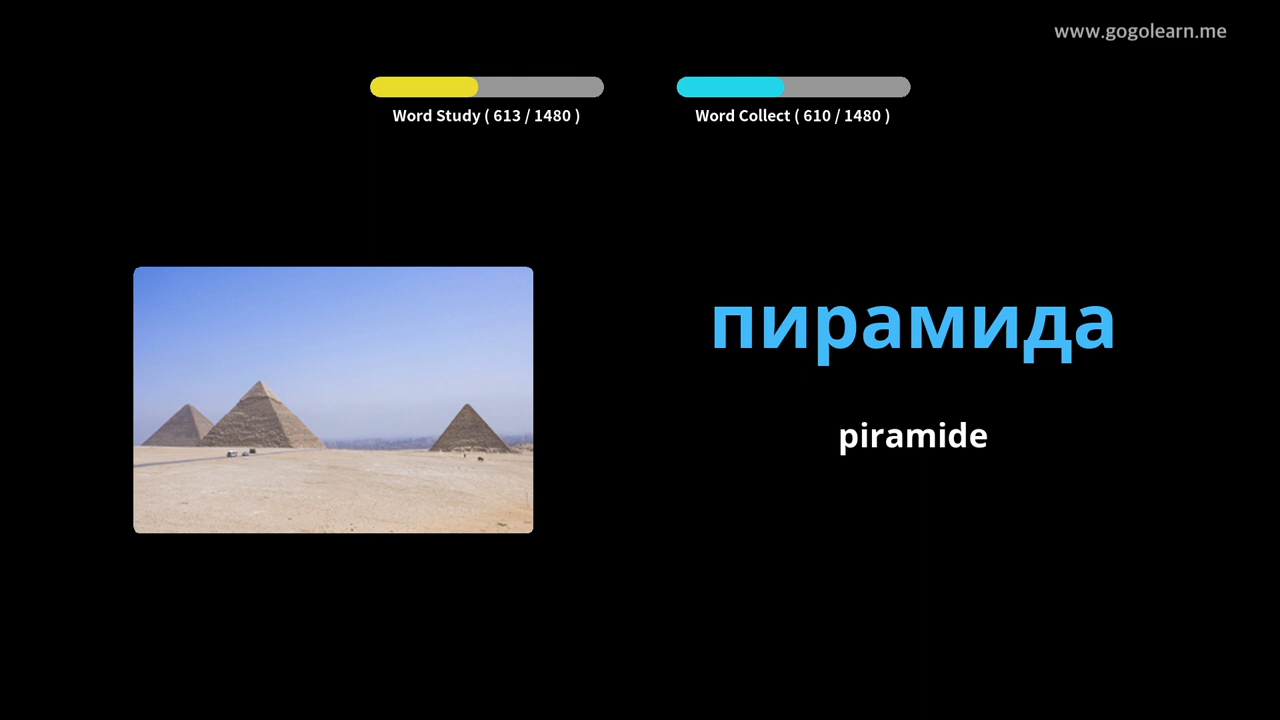 www.gogolearn.me
Word Study ( 613 / 1480 )
Word Collect ( 610 / 1480 )
пирамида
piramide